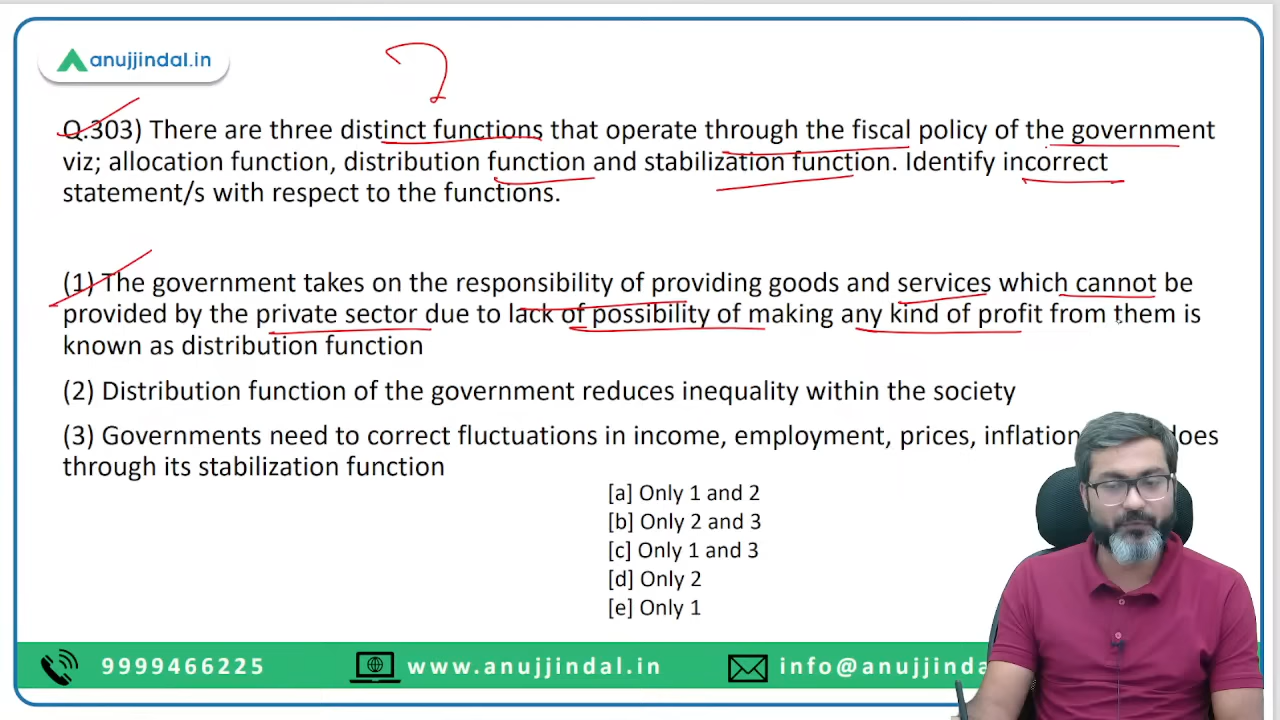 anujjindal.in
Q.303) There are three distinct functions that operate through the fiscal policy of the government
viz; allocation function, distribution function and stabilization function. Identify incorrect
statement/s with respect to the functions.
(1) The government takes on the responsibility of providing goods and services which cannot be
provided by the private sector due to lack of possibility of making any kind of profit from them is
known as distribution function
(2) Distribution function of the government reduces inequality within the society
(3) Governments need to correct fluctuations in income, employment, prices, inflation does
through its stabilization function
[a] Only 1 and 2
[b] Only 2 and 3
[c] Only 1 and 3
[d] Only 2
[e] Only 1
9999466225 www.anujjindal.in info@anujjinda